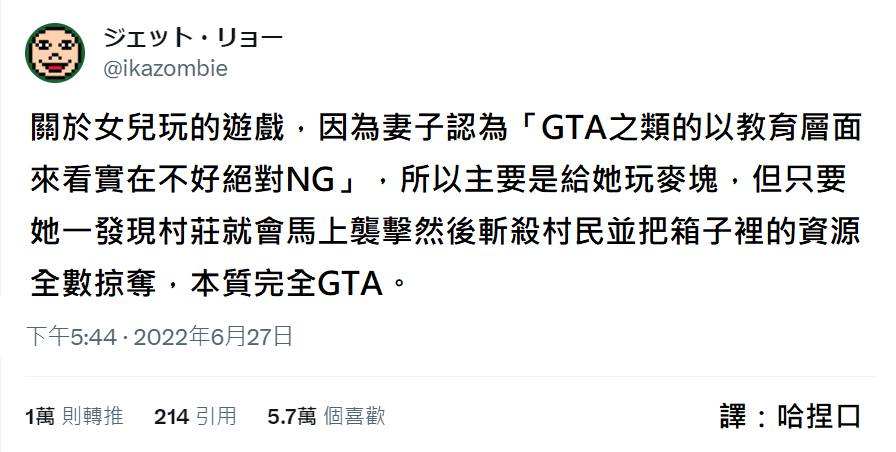 ジェット・リョー
@ikazombie
關於女兒玩的遊戲，因為妻子認為「GTA之類的以教育層面
來看實在不好絕對NG」，所以主要是給她玩麥塊，但只要
她一發現村莊就會馬上襲擊然後斬殺村民並把箱子裡的資源
全數掠奪，本質完全GTA。
下午5:44 · 2022年6月27日
1萬 則轉推 214 引用 5.7萬 個喜歡
譯：哈捏口